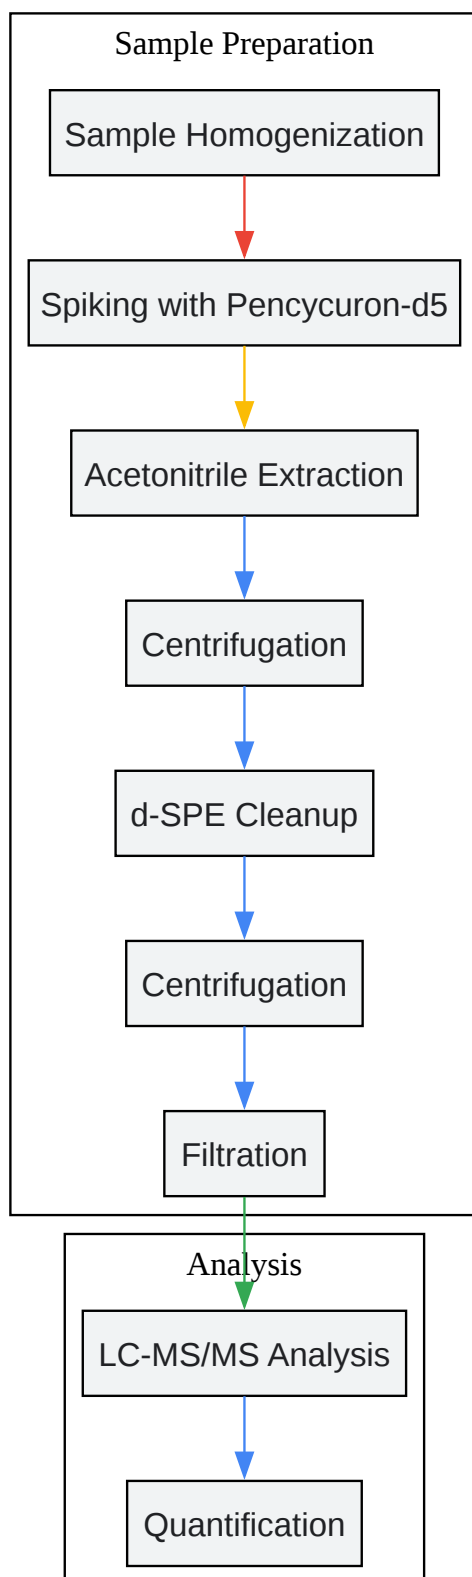 Sample Preparation
Sample Homogenization
Spiking with Pencycuron-d5
Acetonitrile Extraction
Centrifugation
d-SPE Cleanup
Centrifugation
Filtration
Analysis
LC-MS/MS Analysis
Quantification